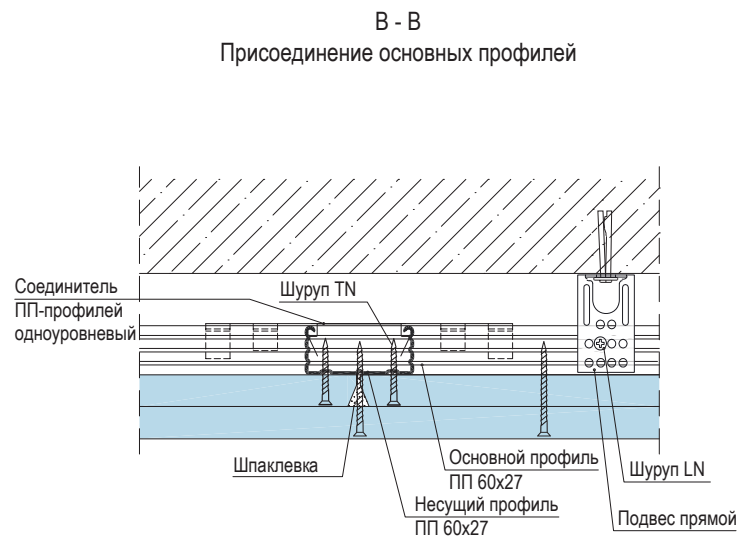 В - В
Присоединение основных профилей
Соединитель
ПП-профилей
одноуровневый
Шуруп TN
Шпаклевка
Основной профиль
ПП 60х27
Несущий профиль
ПП 60х27
Шуруп LN
Подвес прямой